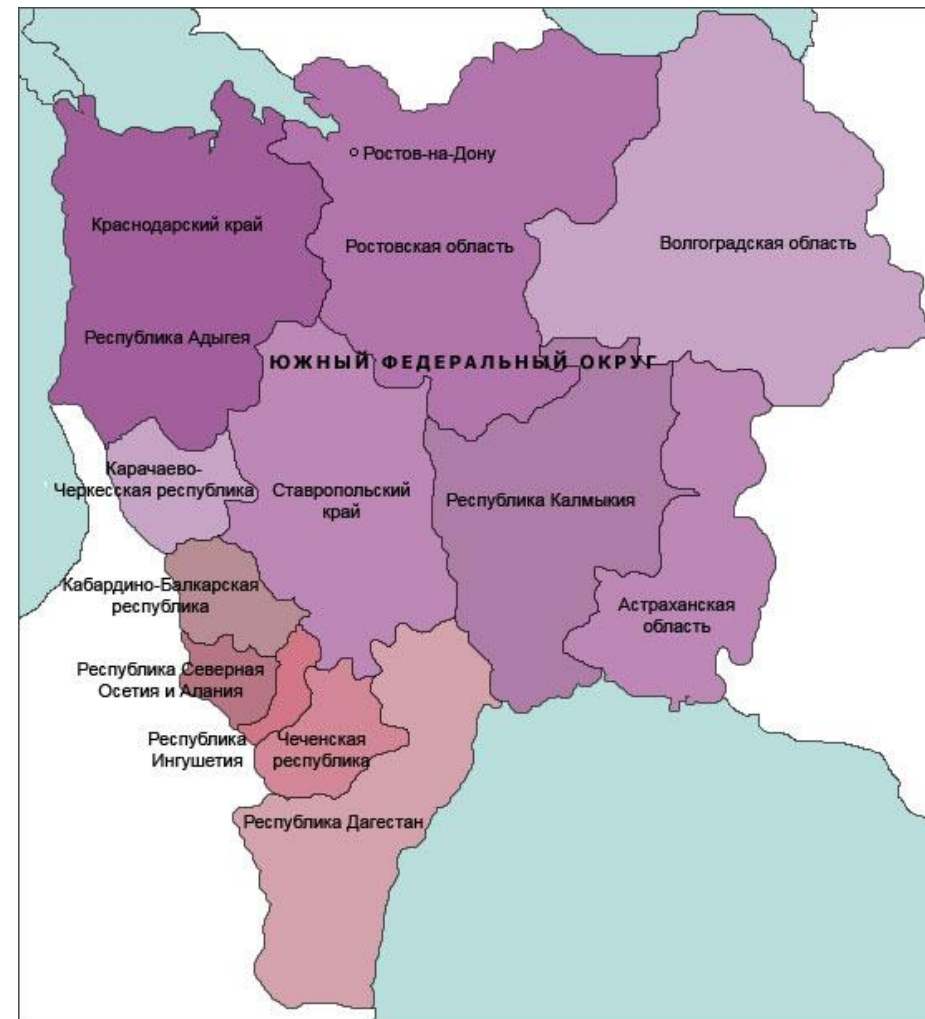 Ростов-на-Дону
Краснодарский край
Ростовская область
Волгоградская область
Республика Адыгея
ЮЖНЫЙ ФЕДЕРАЛЬНЫЙ ОКРУГ
Карачаево-
Черкесская республика
Ставропольский
край
Республика Калмыкия
Кабардино-Балкарская
республика
Астраханская
область
Республика Северная
Осетия и Алания
Республика
Ингушетия
Чеченская
республика
Республика Дагестан